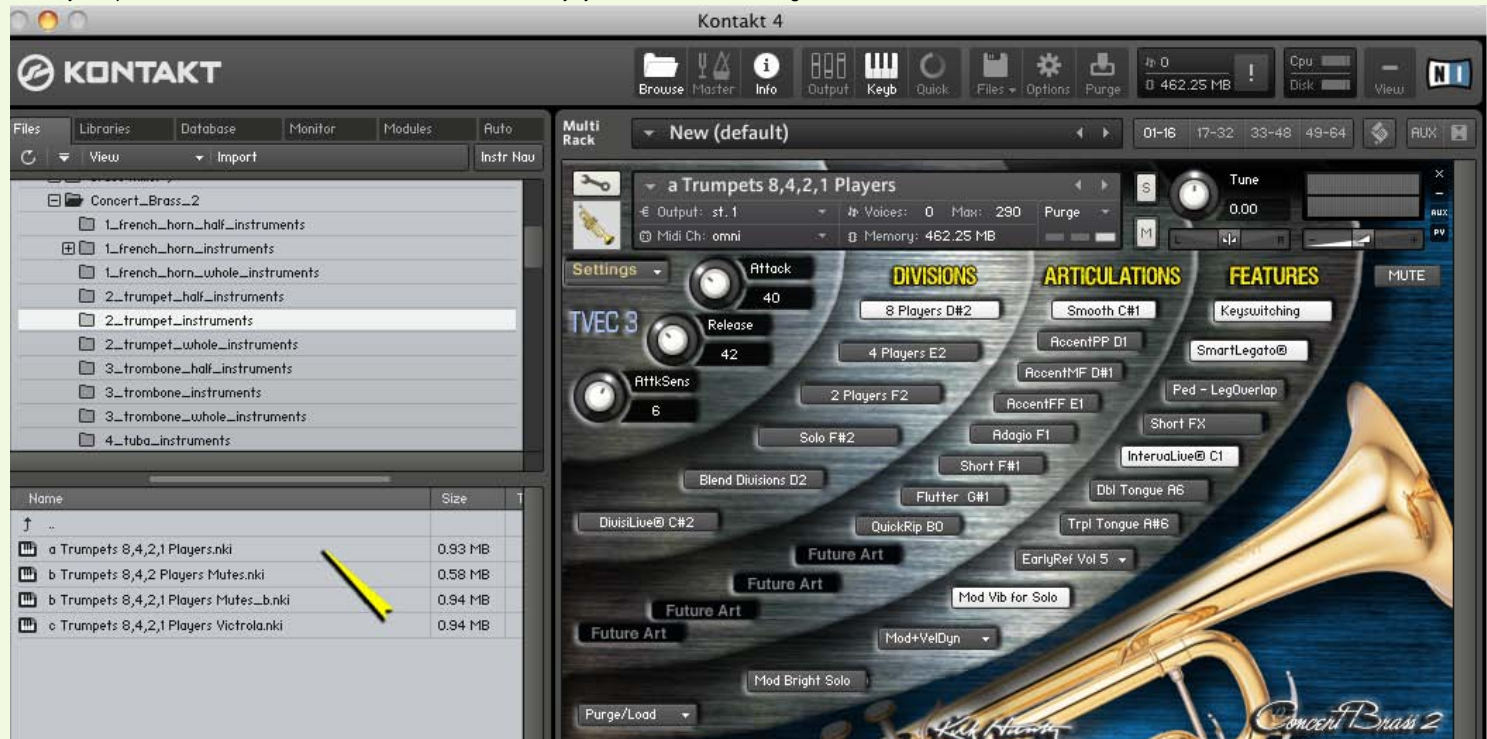 Kontakt 4
KONTAKT
Browse Master Info Output Keyb Quick Files Options Purge
0
462.25 MB
!
Cpu
Disk
View
NI
Files Libraries Database Monitor Modules Auto
View Import Instr Nav
Concert_Brass_2
1_french_horn_half_instruments
1_french_horn_instruments
1_french_horn_whole_instruments
2_trumpet_half_instruments
2_trumpet_instruments
2_trumpet_whole_instruments
3_trombone_half_instruments
3_trombone_instruments
3_trombone_whole_instruments
4_tuba_instruments
Name Size T
..
a Trumpets 8,4,2,1 Players.nki 0.93 MB
b Trumpets 8,4,2 Players Mutes.nki 0.58 MB
b Trumpets 8,4,2,1 Players Mutes_b.nki 0.94 MB
c Trumpets 8,4,2,1 Players Victrola.nki 0.94 MB
Multi
Rack
New (default) 01-16 17-32 33-48 49-64 AUX
a Trumpets 8,4,2,1 Players S Tune
Output: st.1 Voices: 0 Max: 290 Purge 0.00 AUX
Midi Ch: omni Memory: 462.25 MB M L R - + PV
Settings Attack DIVISIONS ARTICULATIONS FEATURES MUTE
40
TVEC 3 Release
42
AttkSens
6
8 Players D#2
4 Players E2
2 Players F2
Solo F#2
Blend Divisions D2
DivisiLive® C#2
Smooth C#1
AccentPP D1
AccentMF D#1
AccentFF E1
Adagio F1
Short F#1
Flutter G#1
QuickRip B0
Future Art
Future Art
Future Art
Future Art
Keyswitching
SmartLegato®
Ped - LegOverlap
Short FX
IntervaLive® C1
Dbl Tongue A6
Trpl Tongue A#6
EarlyRef Vol 5
Mod Vib for Solo
Mod+VelDyn
Mod Bright Solo
Purge/Load
Kirk Hunter
Concert Brass 2